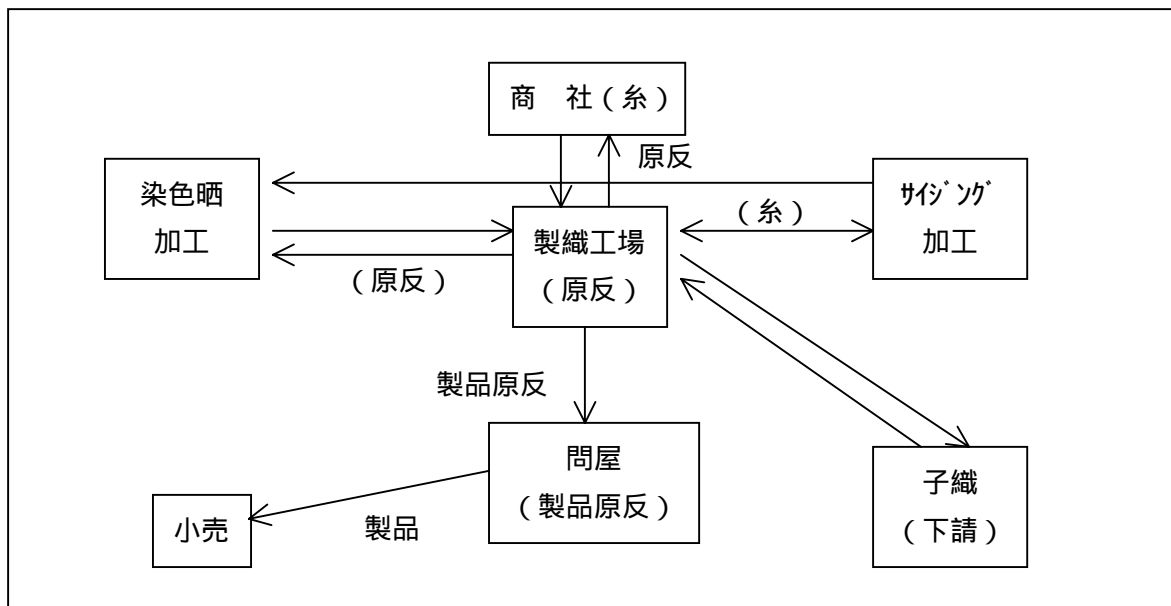 商　社（糸）
原反
染色晒
加工
ｻｲｼﾞﾝｸﾞ
加工
（糸）
製織工場
（原反）
（原反）
製品原反
問屋
（製品原反）
子織
（下請）
小売
製品